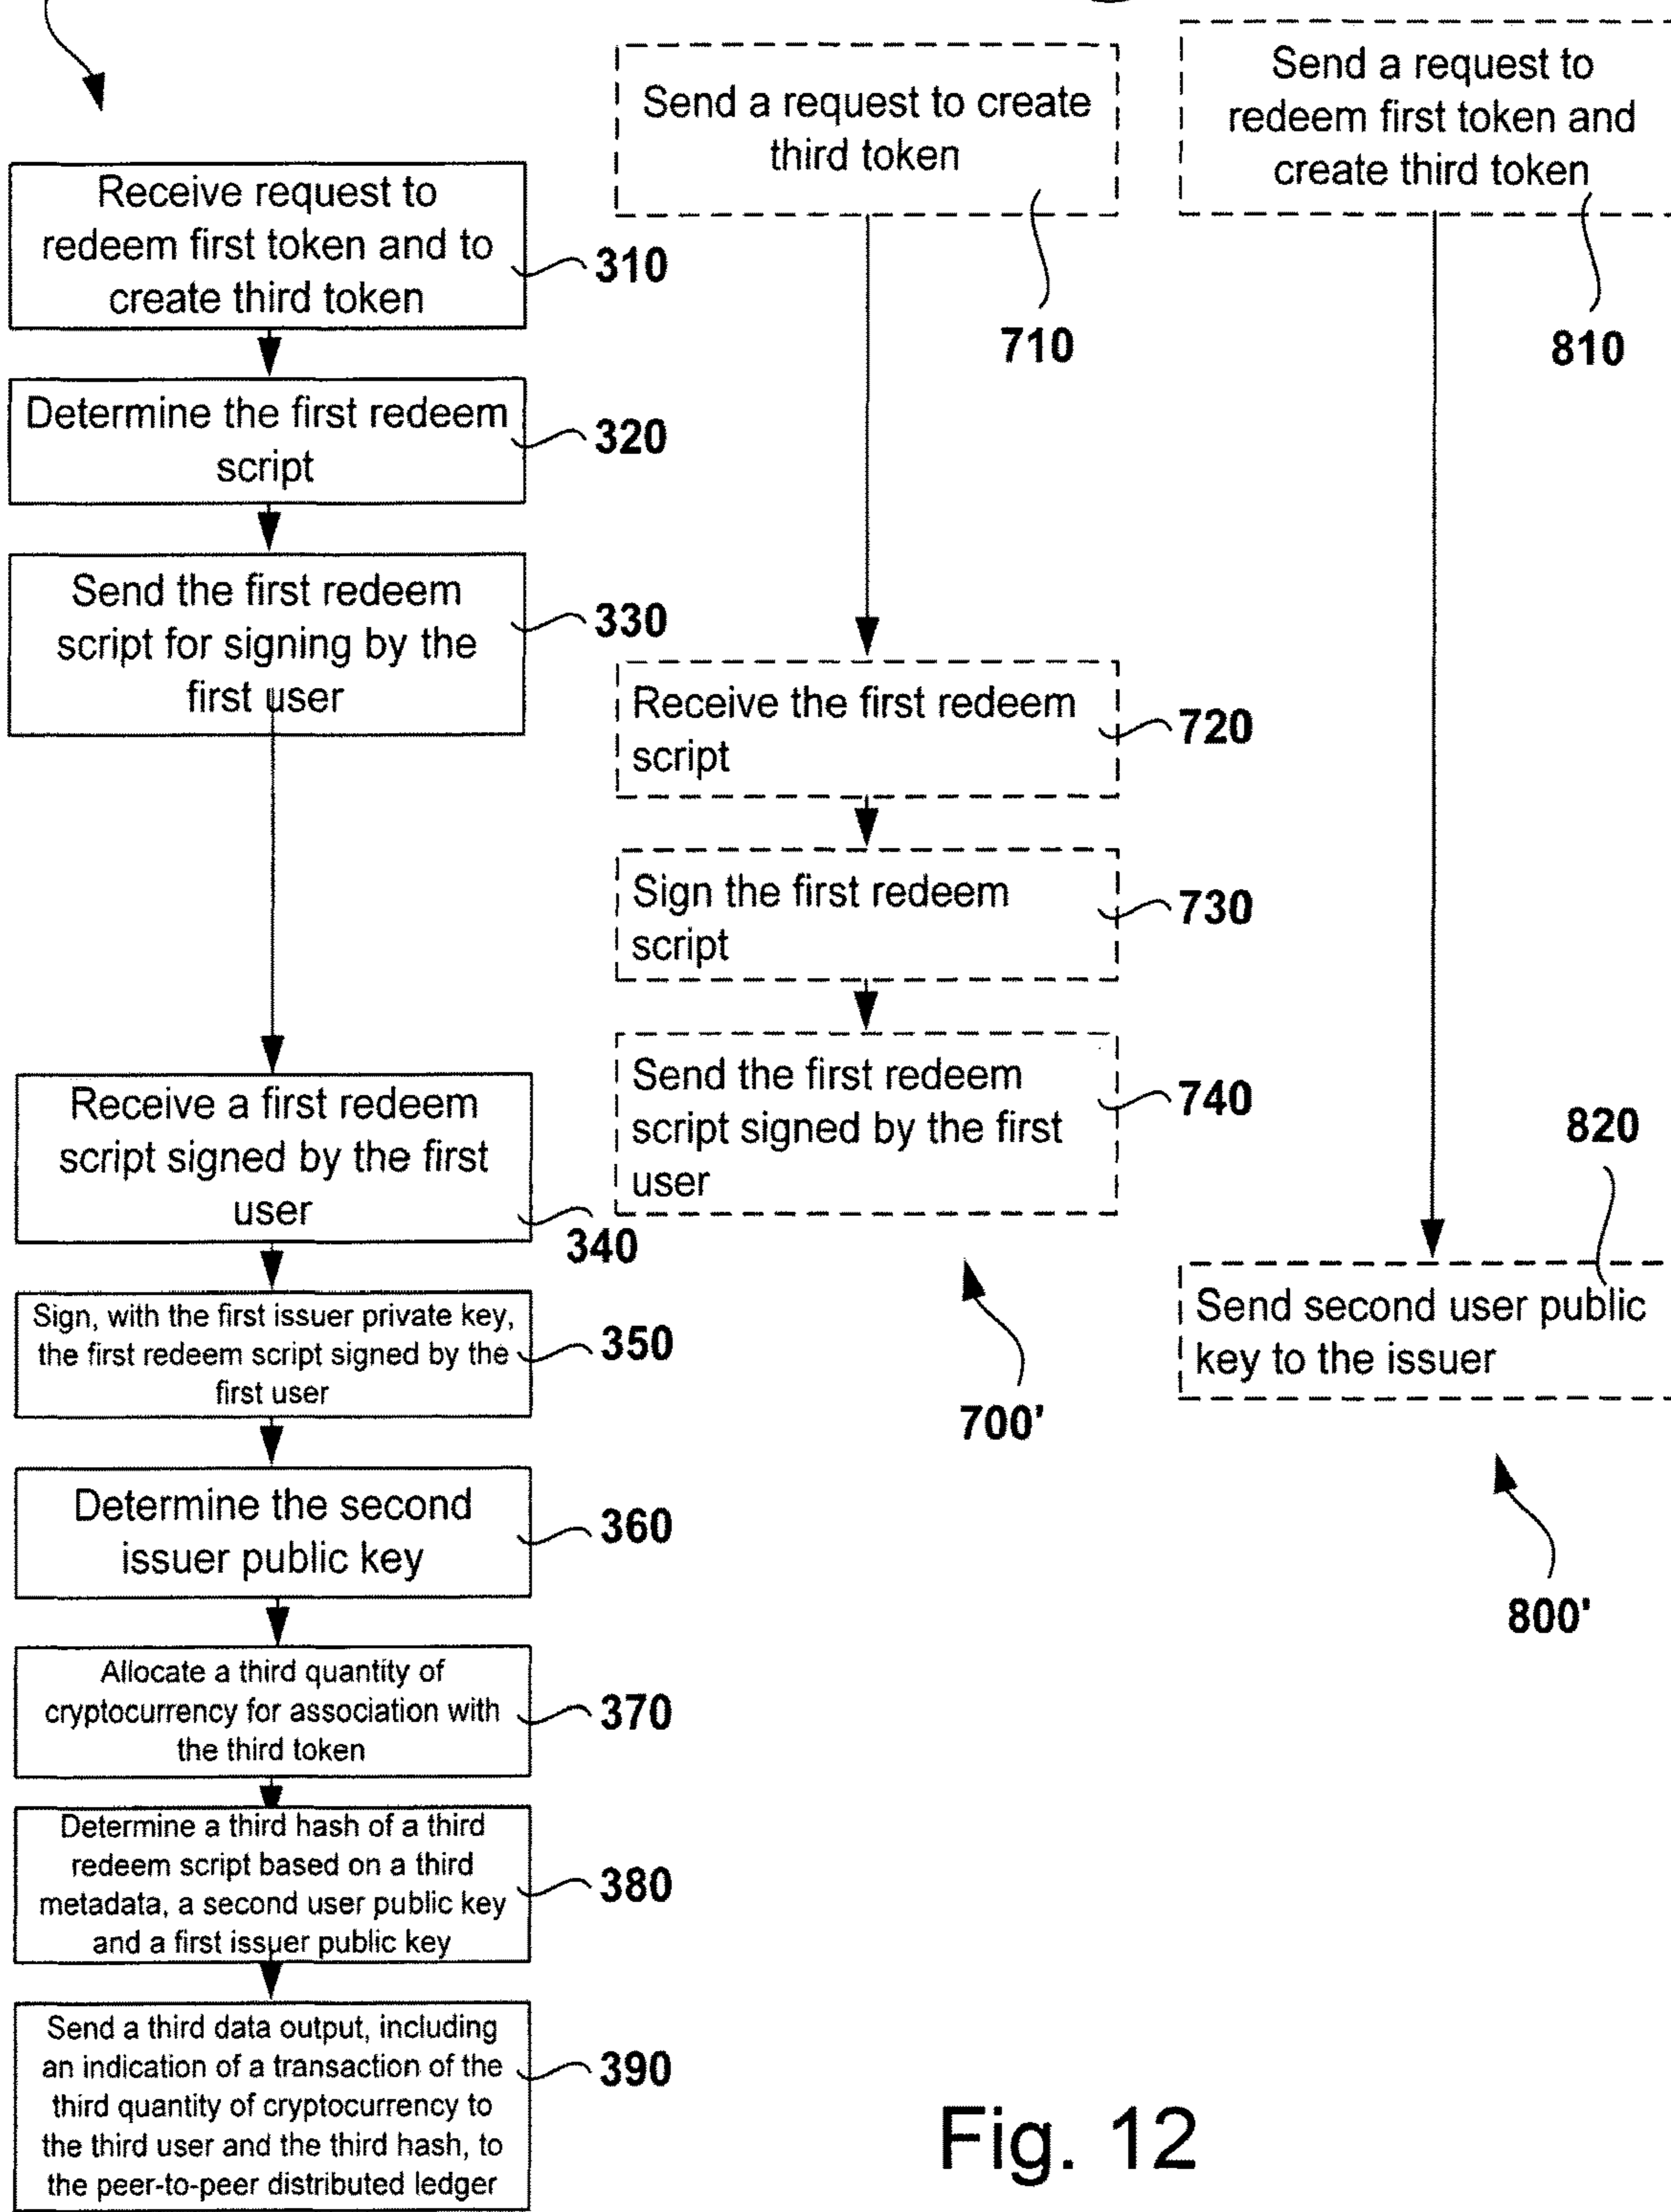 Receive request to
redeem first token and to
create third token
310
Determine the first redeem
script
320
Send the first redeem
script for signing by the
first user
330
Receive a first redeem
script signed by the first
user
340
Sign, with the first issuer private key,
the first redeem script signed by the
first user
350
Determine the second
issuer public key
360
Allocate a third quantity of
cryptocurrency for association with
the third token
370
Determine a third hash of a third
redeem script based on a third
metadata, a second user public key
and a first issuer public key
380
Send a third data output, including
an indication of a transaction of the
third quantity of cryptocurrency to
the third user and the third hash, to
the peer-to-peer distributed ledger
390
Send a request to create
third token
710
Receive the first redeem
script
720
Sign the first redeem
script
730
Send the first redeem
script signed by the first
user
740
700'
Send a request to
redeem first token and
create third token
810
820
Send second user public
key to the issuer
800'
Fig. 12